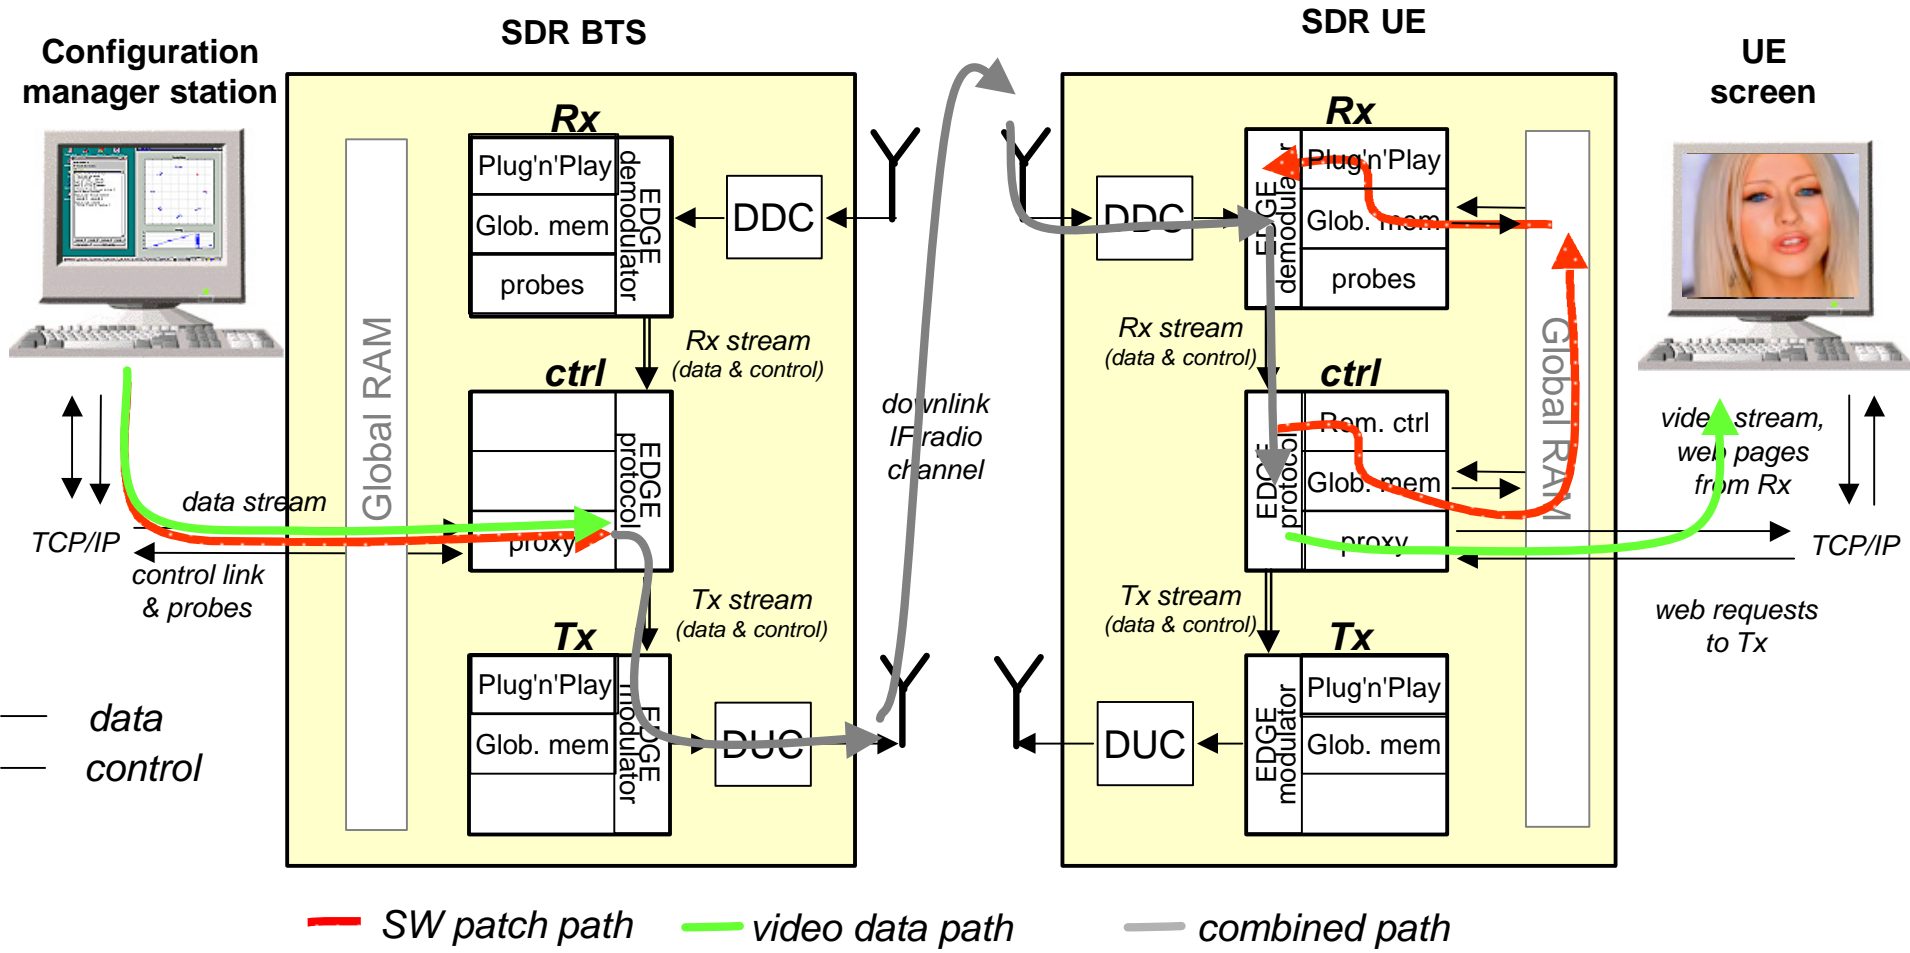 SDR BTS
SDR UE
Configuration
manager station
UE
screen
Rx
Plug'n'Play
Glob. mem
probes
EDGE
demodulator
DDC
Rx stream
(data & control)
Global RAM
ctrl
EDGE
protocol
proxy
data stream
TCP/IP
control link
& probes
Tx stream
(data & control)
Tx
Plug'n'Play
Glob. mem
EDGE
modulator
DUC
downlink
IF radio
channel
Rx
Plug'n'Play
Glob. mem
probes
EDGE
demodulator
DDC
Rx stream
(data & control)
Global RAM
ctrl
Rem. ctrl
Glob. mem
proxy
EDGE
protocol
video stream,
web pages
from Rx
TCP/IP
web requests
to Tx
Tx stream
(data & control)
Tx
Plug'n'Play
Glob. mem
EDGE
modulator
DUC
data
control
SW patch path
video data path
combined path